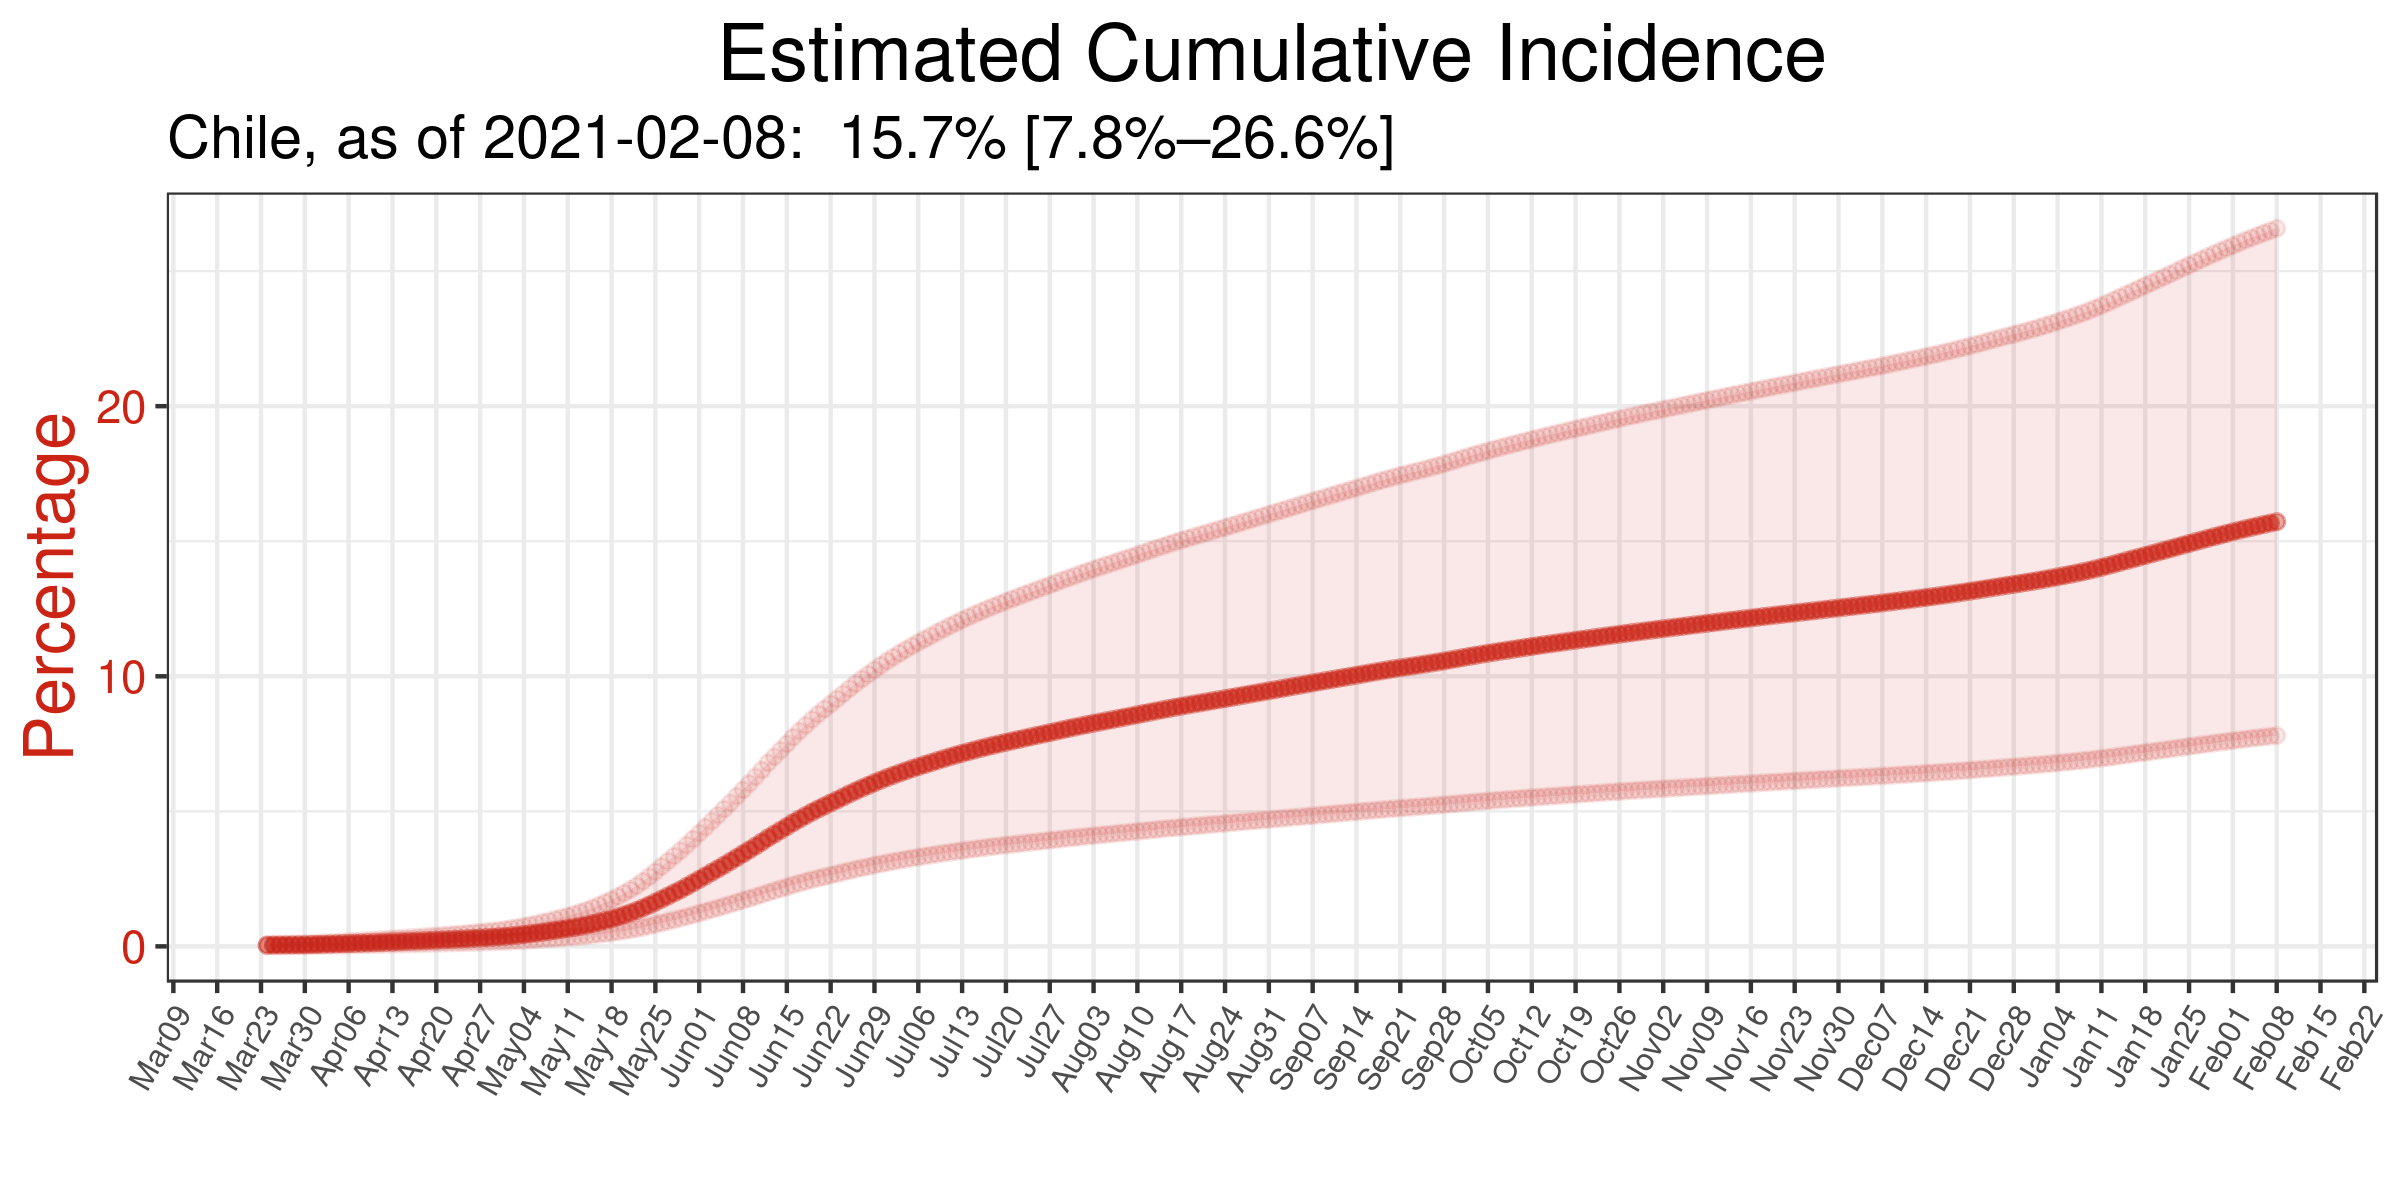 Estimated Cumulative Incidence
Chile, as of 2021-02-08:  15.7% [7.8%–26.6%]
Percentage
20
10
0
Mar09
Mar16
Mar23
Mar30
Apr06
Apr13
Apr20
Apr27
May04
May11
May18
May25
Jun01
Jun08
Jun15
Jun22
Jun29
Jul06
Jul13
Jul20
Jul27
Aug03
Aug10
Aug17
Aug24
Aug31
Sep07
Sep14
Sep21
Sep28
Oct05
Oct12
Oct19
Oct26
Nov02
Nov09
Nov16
Nov23
Nov30
Dec07
Dec14
Dec21
Dec28
Jan04
Jan11
Jan18
Jan25
Feb01
Feb08
Feb15
Feb22